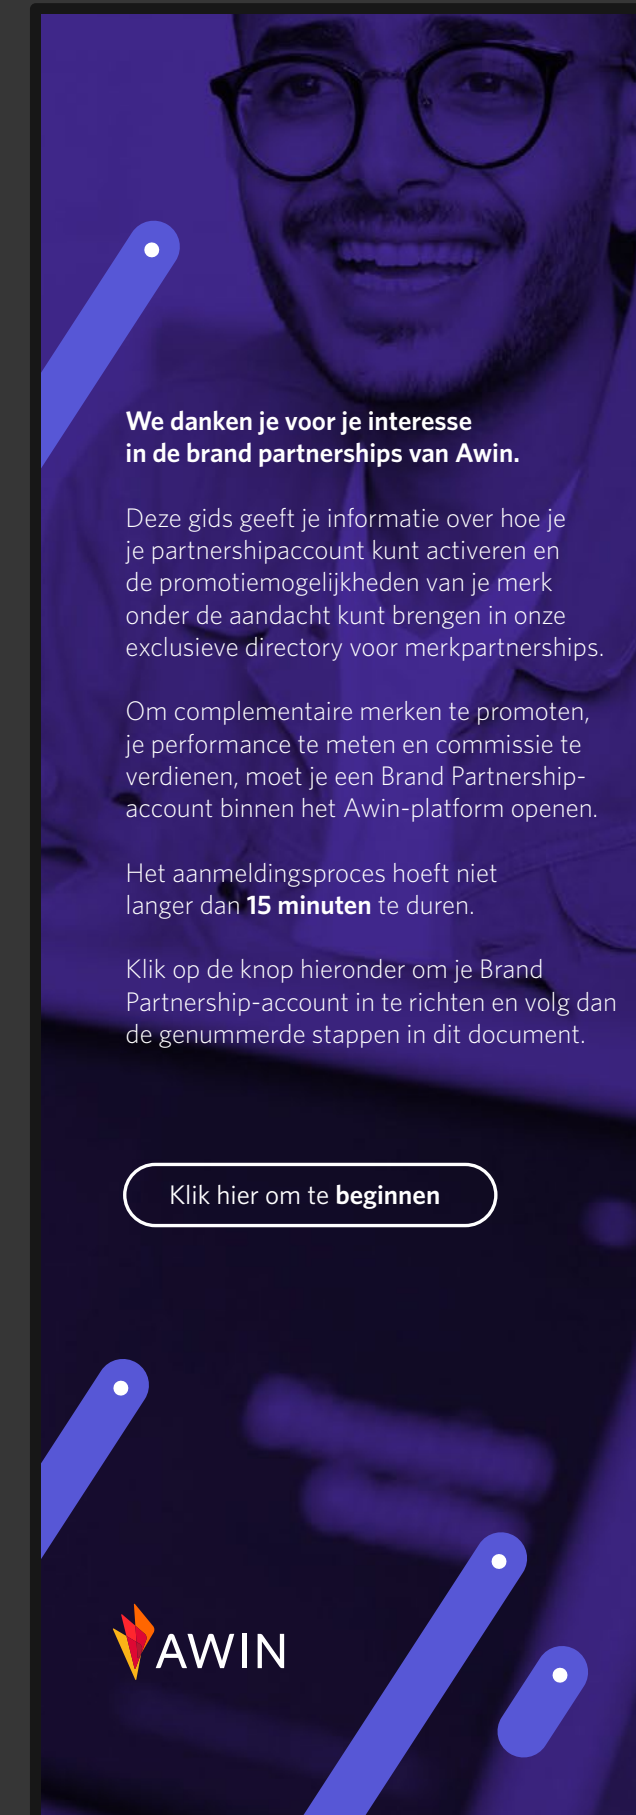 We danken je voor je interesse
in de brand partnerships van Awin.
Deze gids geeft je informatie over hoe je
je partnershipaccount kunt activeren en
de promotiemogelijkheden van je merk
onder de aandacht kunt brengen in onze
exclusieve directory voor merkpartnerships.
Om complementaire merken te promoten,
je performance te meten en commissie te
verdienen, moet je een Brand Partnership-
account binnen het Awin-platform openen.
Het aanmeldingsproces hoeft niet
langer dan 15 minuten te duren.
Klik op de knop hieronder om je Brand
Partnership-account in te richten en volg dan
de genummerde stappen in dit document.
Klik hier om te beginnen
AWIN